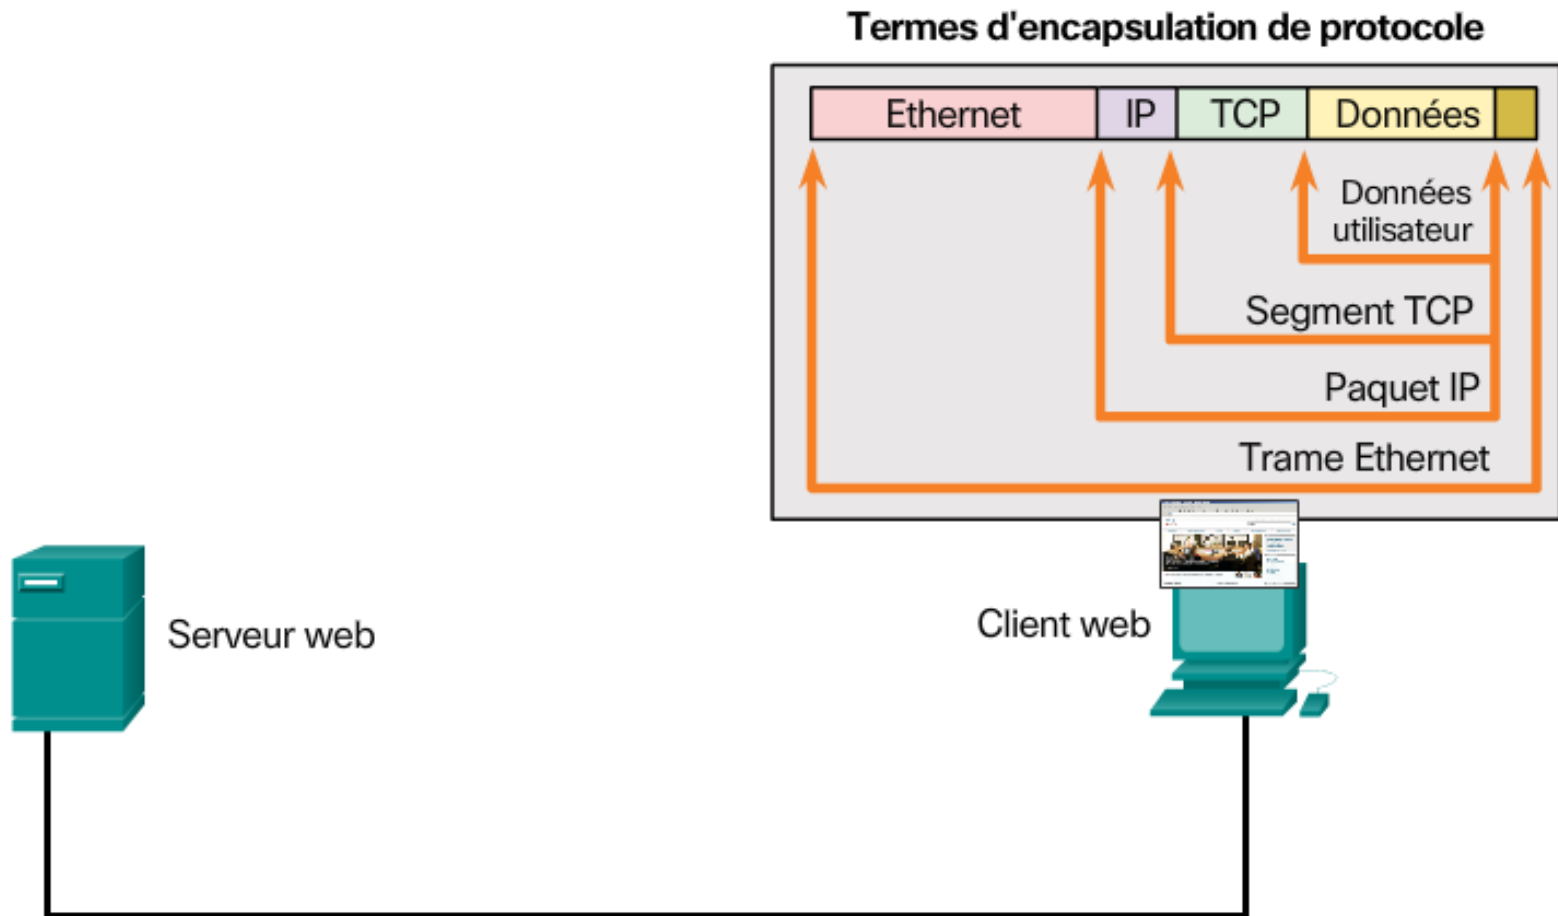 Termes d'encapsulation de protocole
Ethernet IP TCP Données
Données
utilisateur
Segment TCP
Paquet IP
Trame Ethernet
Serveur web
Client web